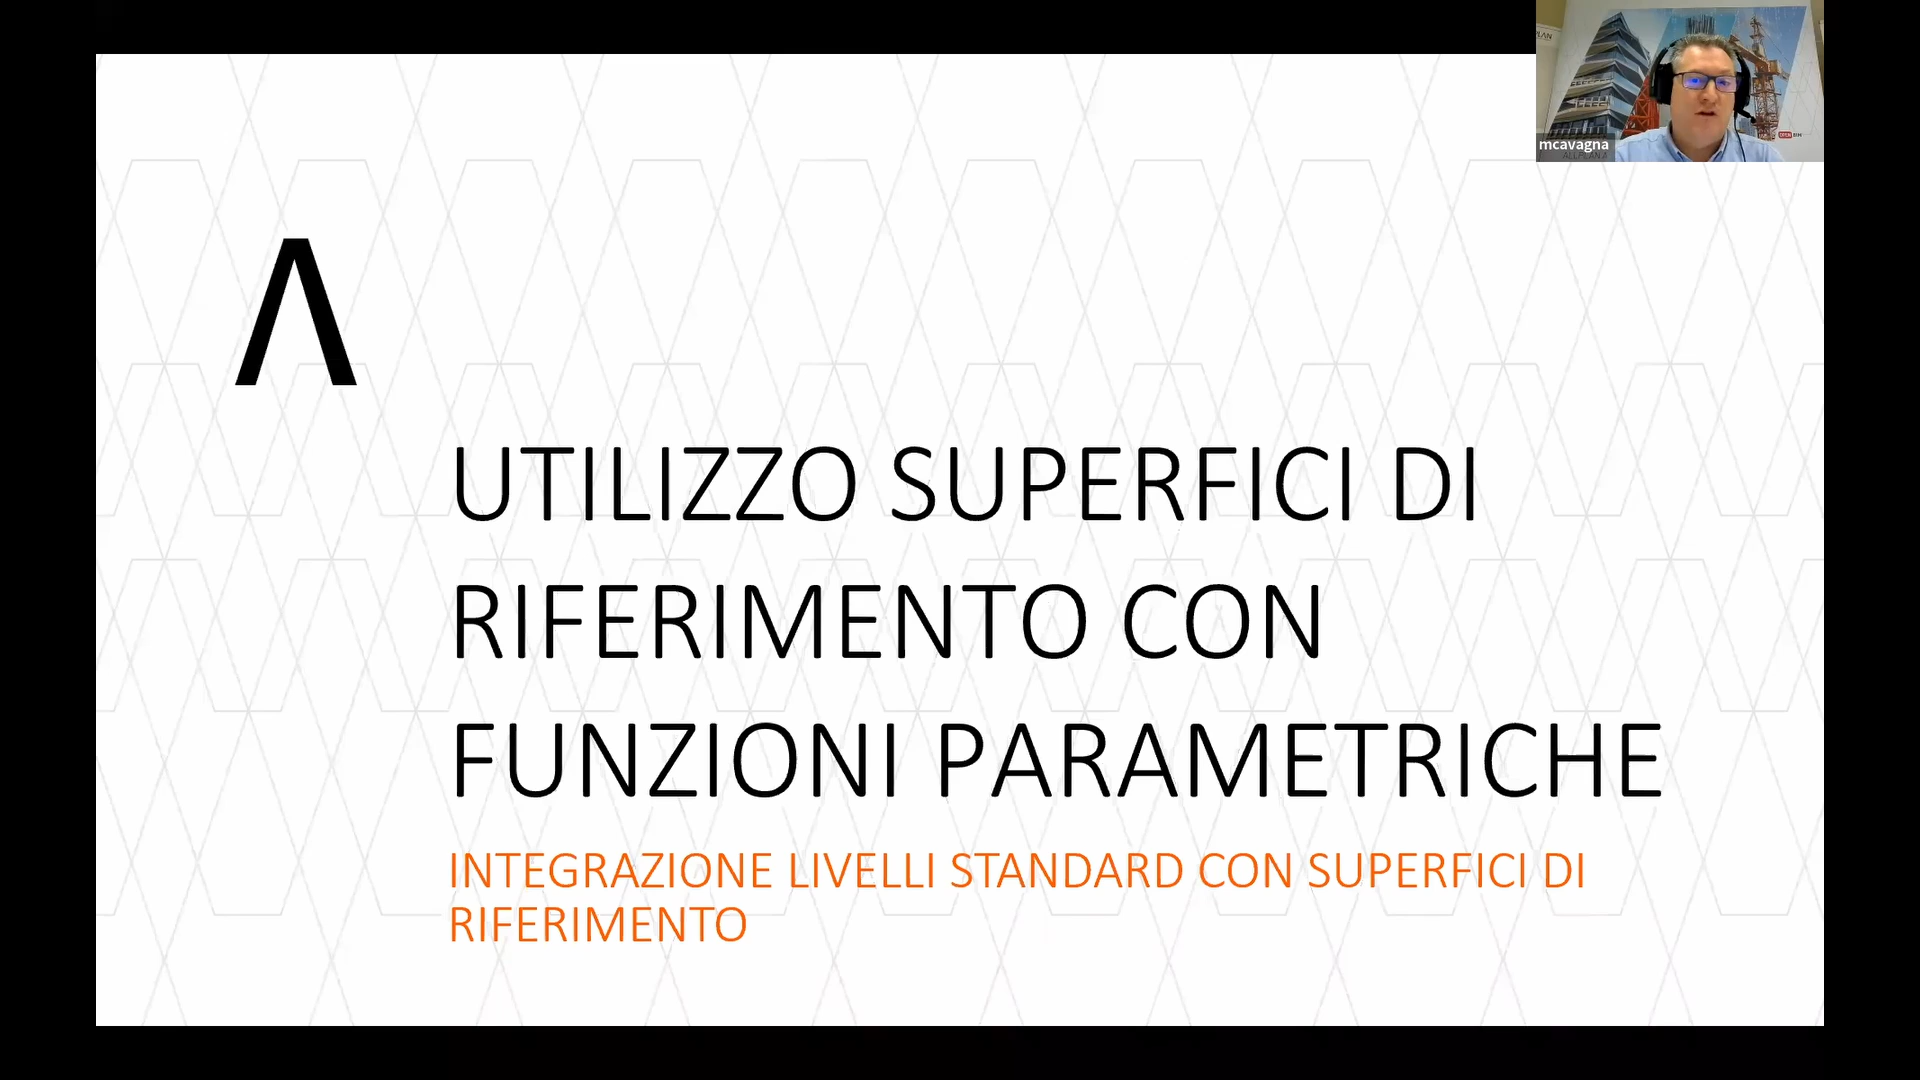 mcavagna
Λ
UTILIZZO SUPERFICI DI
RIFERIMENTO CON
FUNZIONI PARAMETRICHE
INTEGRAZIONE LIVELLI STANDARD CON SUPERFICI DI
RIFERIMENTO